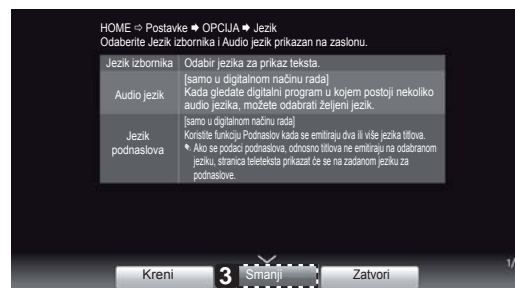 HOME ⇨ Postavke ➡ OPCIJA ➡ Jezik
Odaberite Jezik izbornika i Audio jezik prikazan na zaslonu.
Jezik izbornika
Odabir jezika za prikaz teksta.
Audio jezik
[samo u digitalnom načinu rada]
Kada gledate digitalni program u kojem postoji nekoliko
audio jezika, možete odabrati željeni jezik.
Jezik
podnaslova
[samo u digitalnom načinu rada]
Koristite funkciju Podnaslov kada se emitiraju dva ili više jezika titlova.
Ako se podaci podnaslova, odnosno titlova ne emitiraju na odabranom
jeziku, stranica teleteksta prikazat će se na zadanom jeziku za
podnaslove.
1/
Kreni
3
Smanji
Zatvori